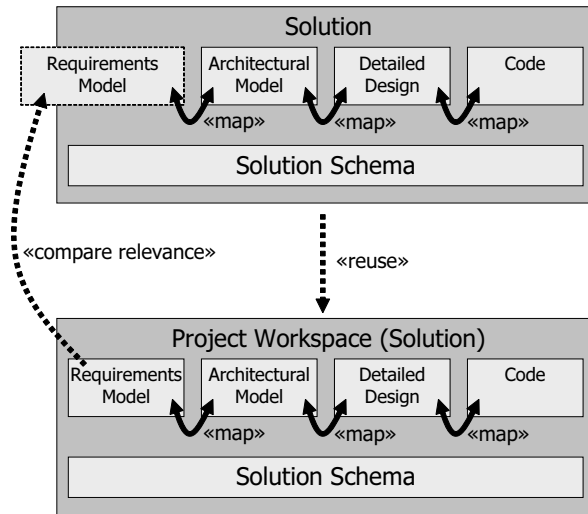 Solution
Requirements
Model
Architectural
Model
Detailed
Design
Code
«map»
«map»
«map»
Solution Schema
«compare relevance»
«reuse»
Project Workspace (Solution)
Requirements
Model
Architectural
Model
Detailed
Design
Code
«map»
«map»
«map»
Solution Schema